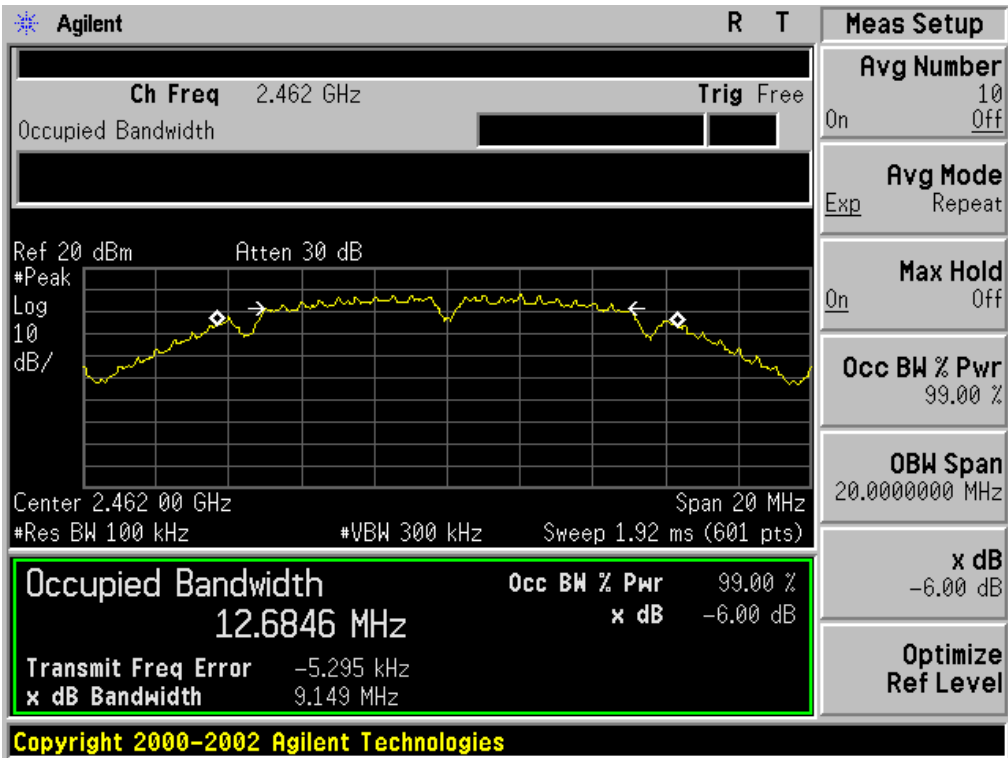 Agilent R T
Ch Freq 2.462 GHz Trig Free
Occupied Bandwidth
Ref 20 dBm Atten 30 dB
#Peak
Log
10
dB/
Center 2.462 00 GHz Span 20 MHz
#Res BW 100 kHz #VBW 300 kHz Sweep 1.92 ms (601 pts)
Occupied Bandwidth Occ BW % Pwr 99.00 %
12.6846 MHz x dB -6.00 dB
Transmit Freq Error -5.295 kHz
x dB Bandwidth 9.149 MHz
Copyright 2000-2002 Agilent Technologies
Meas Setup
Avg Number
10
On Off
Avg Mode
Exp Repeat
Max Hold
On Off
Occ BW % Pwr
99.00 %
OBW Span
20.0000000 MHz
x dB
-6.00 dB
Optimize
Ref Level